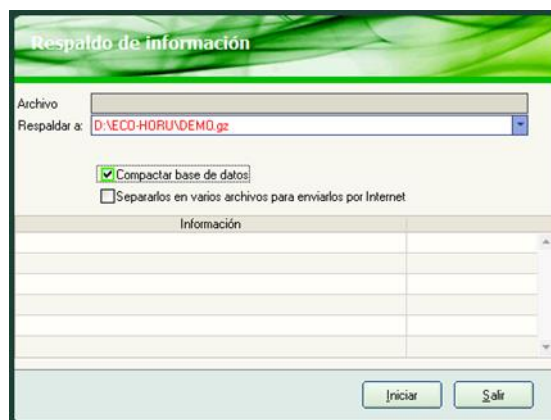 Respaldo de información
Archivo
Respaldar a: D:\ECO-HORU\DEMO.gz
Compactar base de datos
Separarlos en varios archivos para enviarlos por Internet
Información
Iniciar Salir